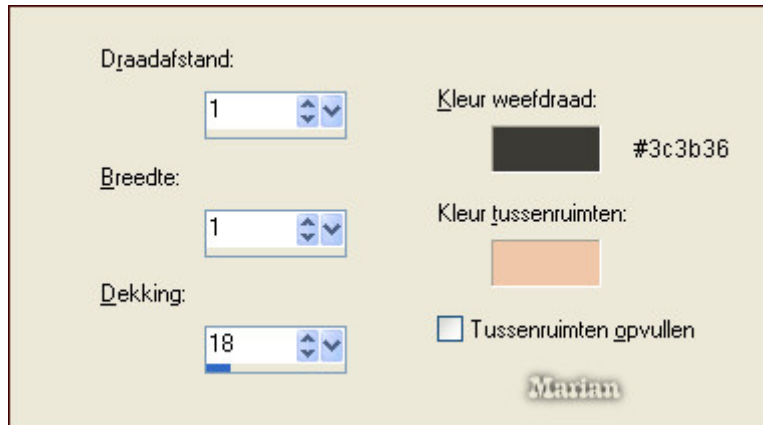 Draadafstand:
1
Breedte:
1
Dekking:
18
Kleur weefdraad:
#3c3b36
Kleur tussenruimten:
Tussenruimten opvullen
Marian